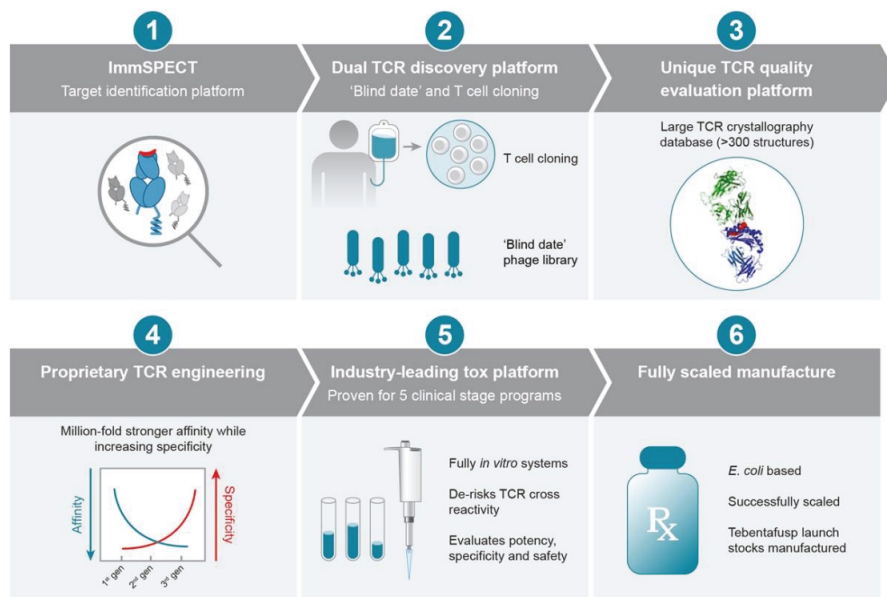 1
ImmSPECT
Target identification platform
2
Dual TCR discovery platform
‘Blind date’ and T cell cloning
T cell cloning
‘Blind date’
phage library
3
Unique TCR quality
evaluation platform
Large TCR crystallography
database (>300 structures)
4
Proprietary TCR engineering
Million-fold stronger affinity while
increasing specificity
Affinity
Specificity
1st gen
2nd gen
3rd gen
5
Industry-leading tox platform
Proven for 5 clinical stage programs
Fully in vitro systems
De-risks TCR cross
reactivity
Evaluates potency,
specificity and safety
6
Fully scaled manufacture
Rx
E. coli based
Successfully scaled
Tebentafusp launch
stocks manufactured